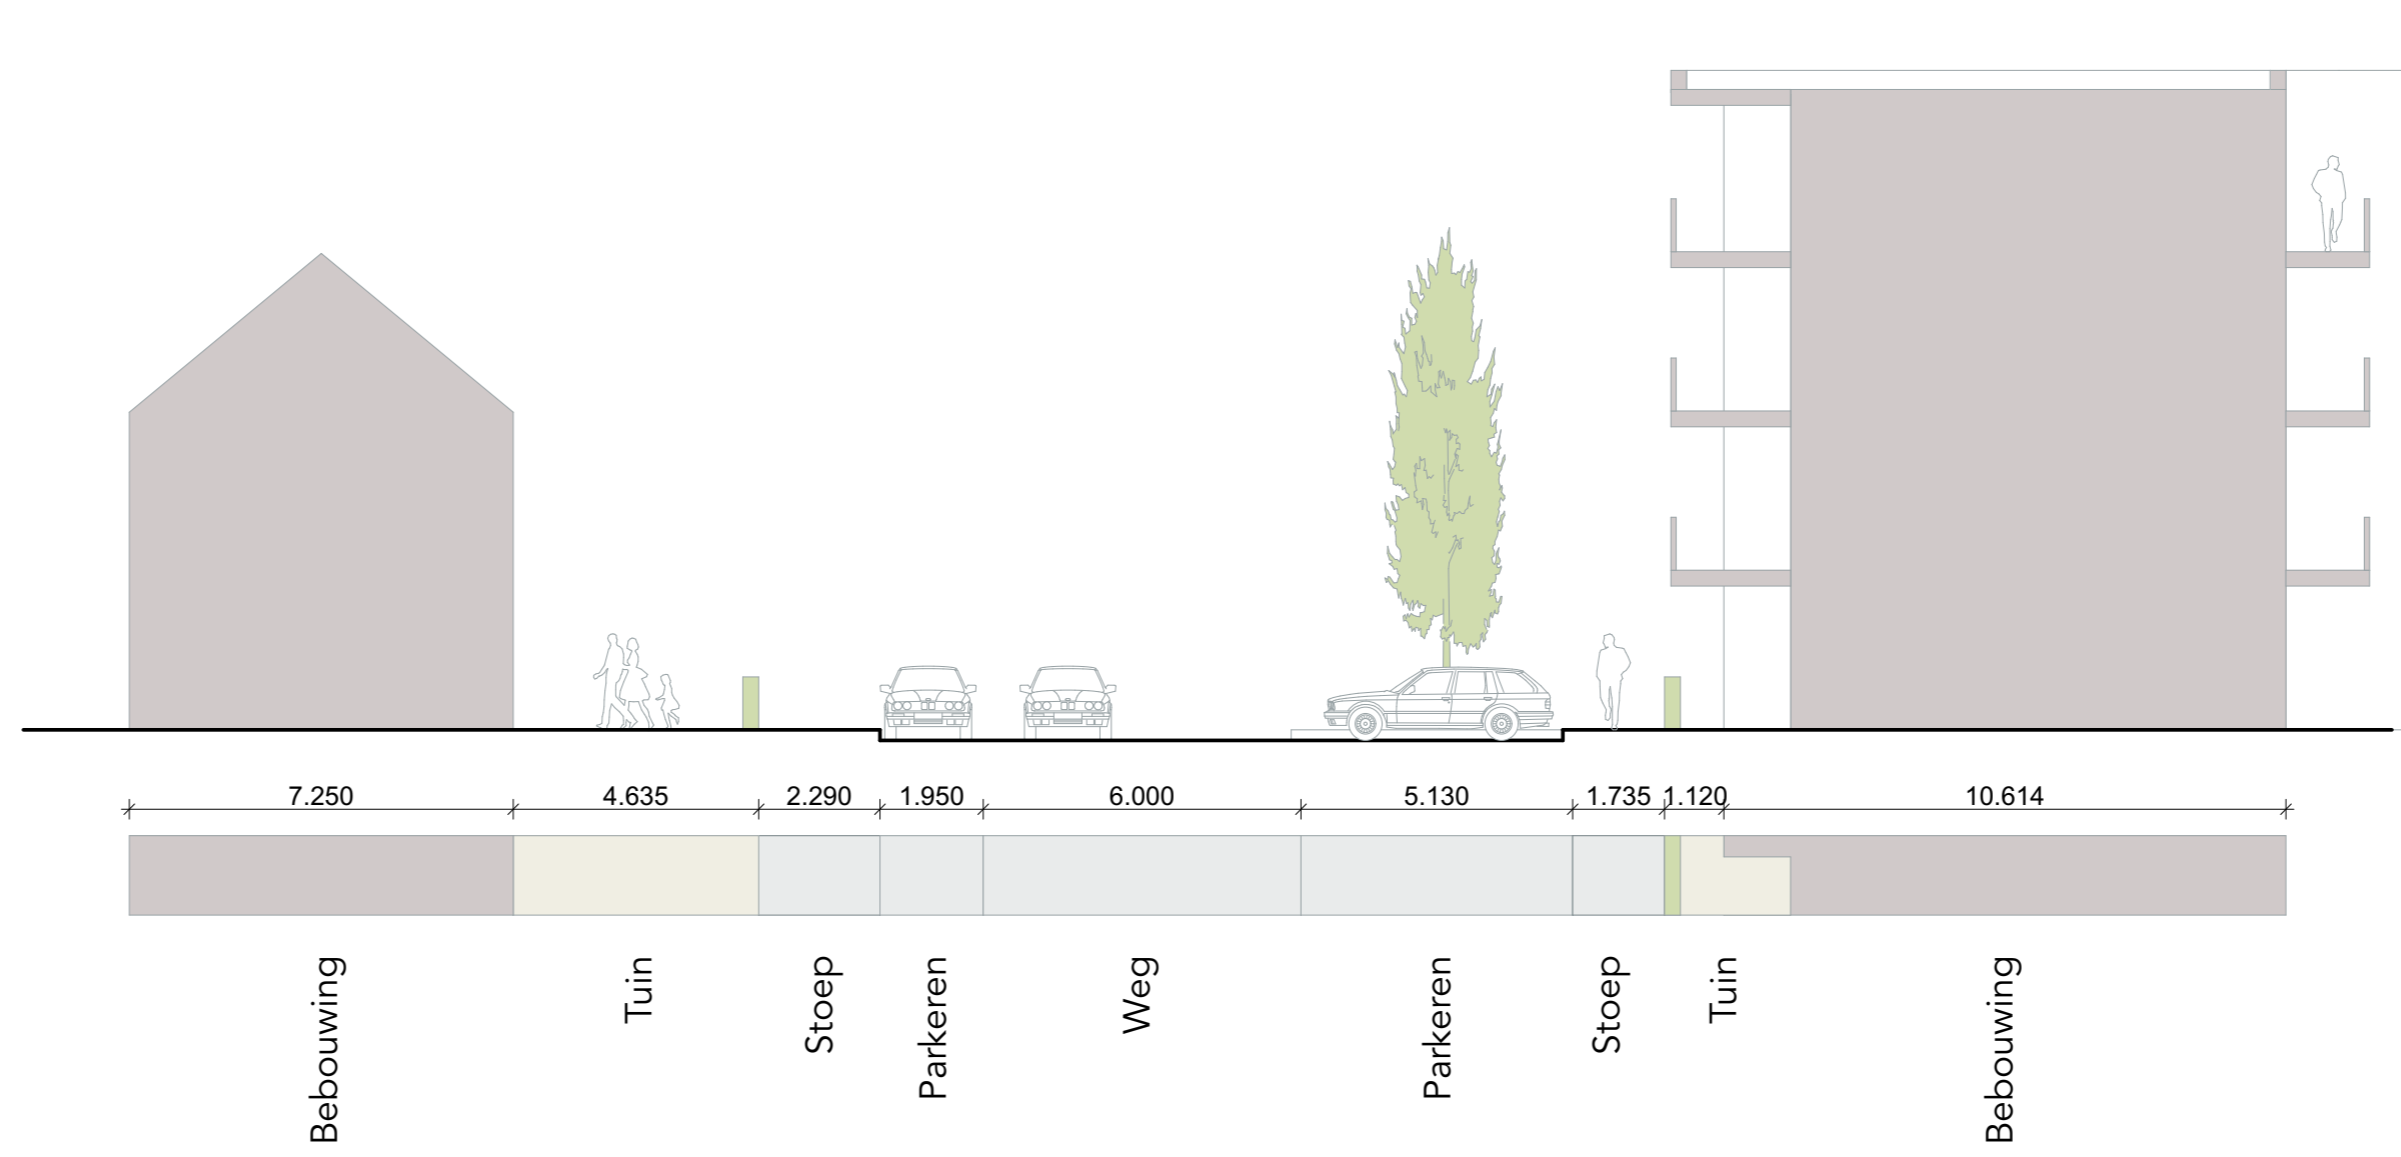 7.250 4.635 2.290 1.950 6.000 5.130 1.735 1.120 10.614
Bebouwing
Tuin
Stoep
Parkeren
Weg
Parkeren
Stoep
Tuin
Bebouwing